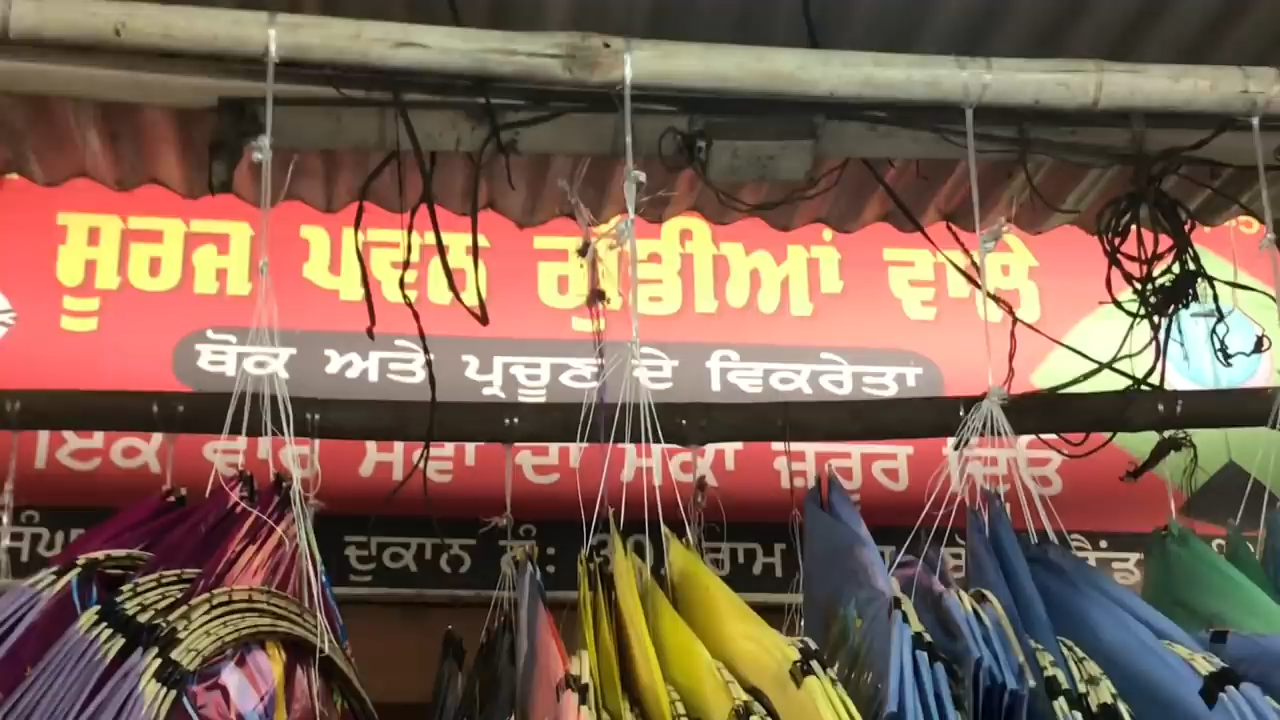 ਸੂਰਜ ਪਵਨ ਗੁੱਡੀਆਂ ਵਾਲੇ
ਥੋਕ ਅਤੇ ਪ੍ਰਚੂਣ ਦੇ ਵਿਕਰੇਤਾ
ਇਕ ਵਾਰ ਸੇਵਾ ਦਾ ਮੌਕਾ ਜ਼ਰੂਰ ਦਿਓ
ਦੁਕਾਨ ਨੰ: ਰਾਮ